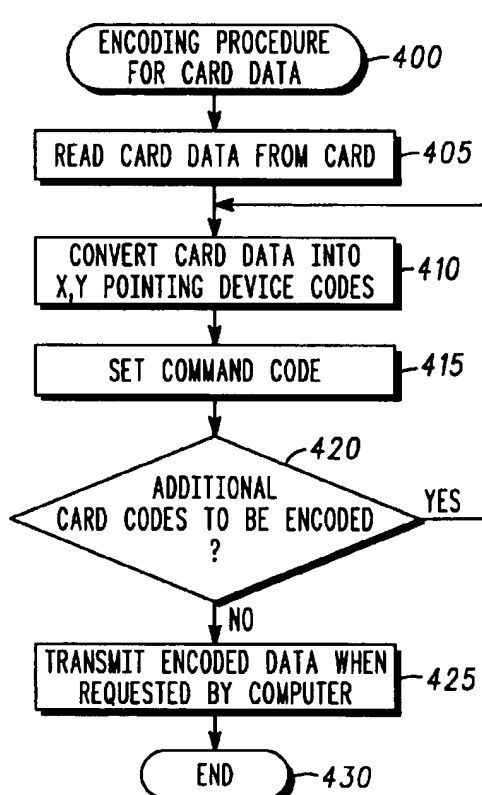 ENCODING PROCEDURE
FOR CARD DATA
400
READ CARD DATA FROM CARD
405
CONVERT CARD DATA INTO
X,Y POINTING DEVICE CODES
410
SET COMMAND CODE
415
420
ADDITIONAL
CARD CODES TO BE ENCODED
?
YES
NO
TRANSMIT ENCODED DATA WHEN
REQUESTED BY COMPUTER
425
END
430